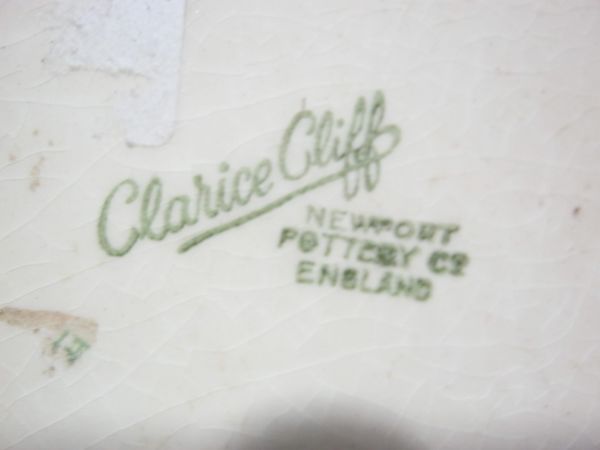 Clarice Cliff
NEWPORT
POTTERY Co
ENGLAND